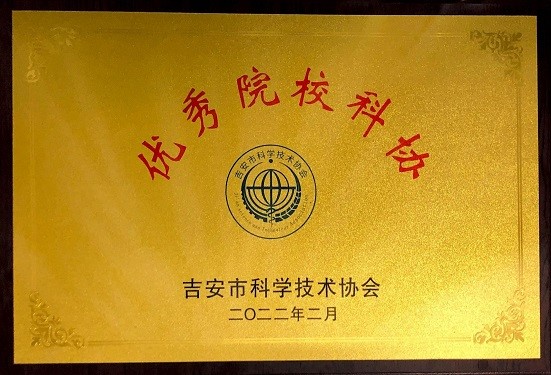 优秀院校科协
吉安市科学技术协会
吉安市科学技术协会
二〇二二年二月